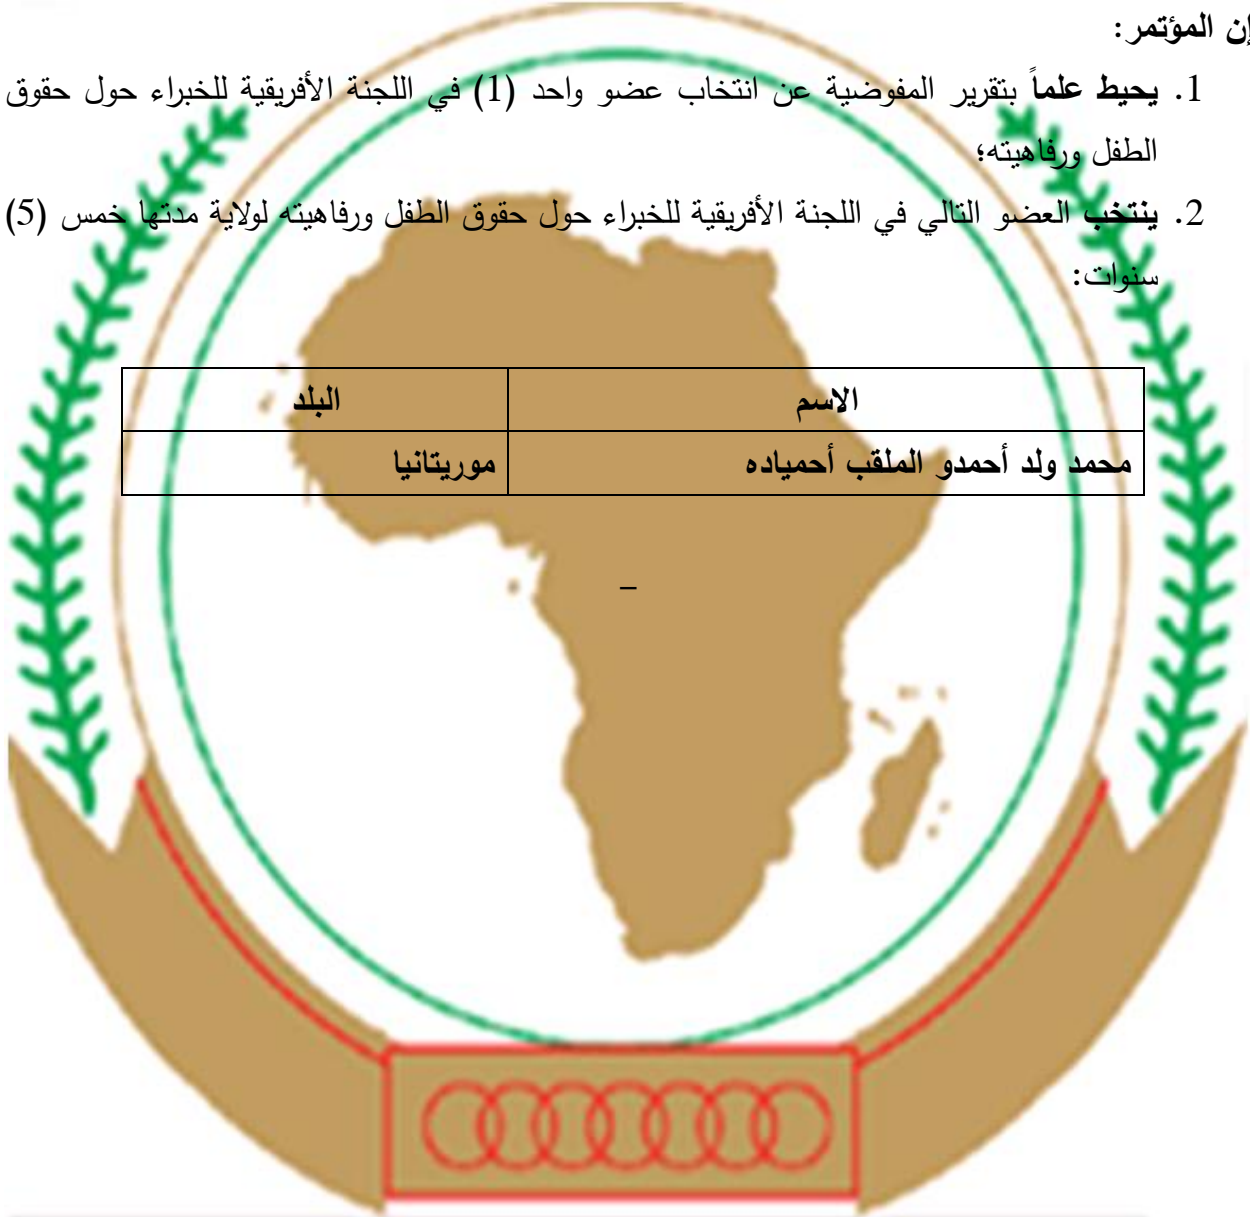 إن المؤتمر:
1. يحيط علماً بتقرير المفوضية عن انتخاب عضو واحد (1) في اللجنة الأفريقية للخبراء حول حقوق
الطفل ورفاهيته؛
2. ينتخب العضو التالي في اللجنة الأفريقية للخبراء حول حقوق الطفل ورفاهيته لولاية مدتها خمس (5)
سنوات:
الاسم البلد
محمد ولد أحمدو الملقب أحمياده موريتانيا
–